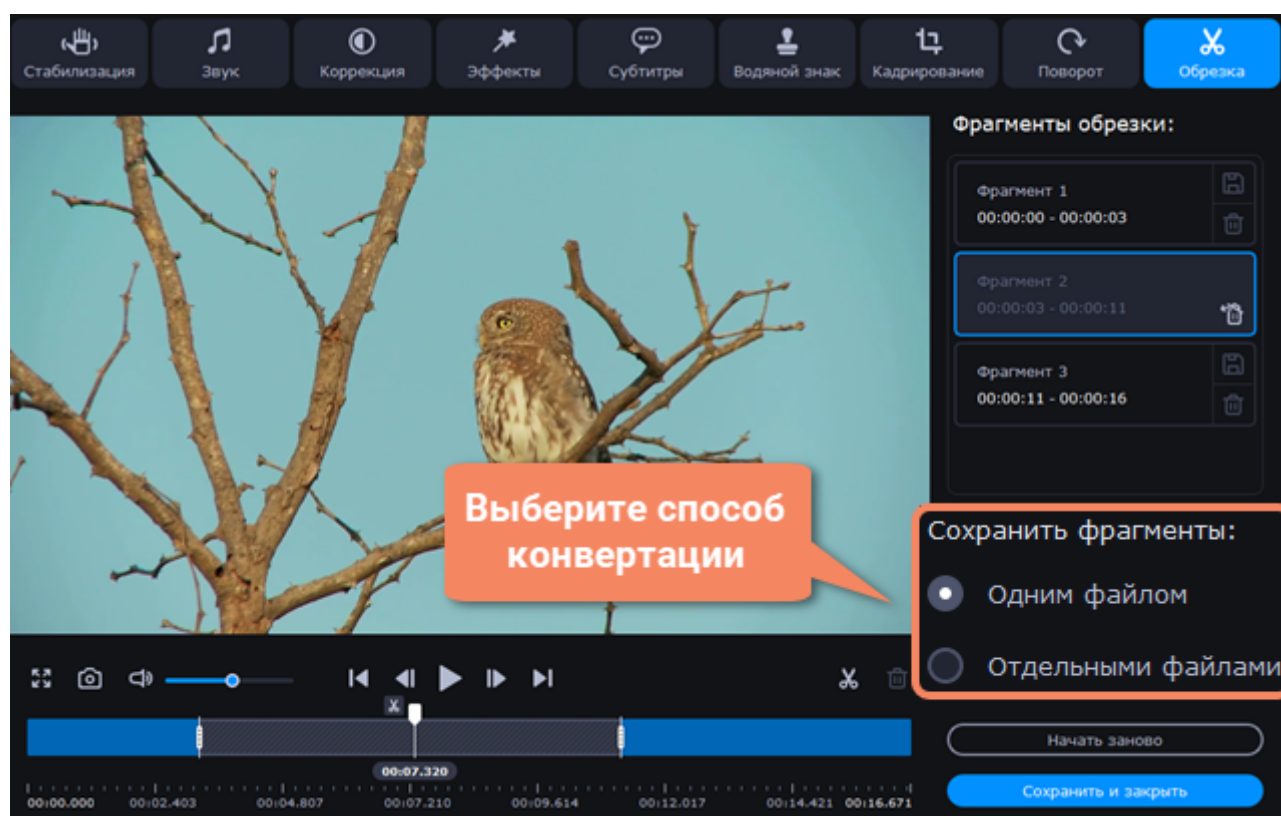 Стабилизация
Звук
Коррекция
Эффекты
Субтитры
Водяной знак
Кадрирование
Поворот
Обрезка
Фрагменты обрезки:
Фрагмент 1
00:00:00 - 00:00:03
Фрагмент 2
00:00:03 - 00:00:11
Фрагмент 3
00:00:11 - 00:00:16
Выберите способ
конвертации
Сохранить фрагменты:
Одним файлом
Отдельными файлами
Начать заново
Сохранить и закрыть
00:07.320
00:00.000 00:02.403 00:04.807 00:07.210 00:09.614 00:12.017 00:14.421 00:16.671